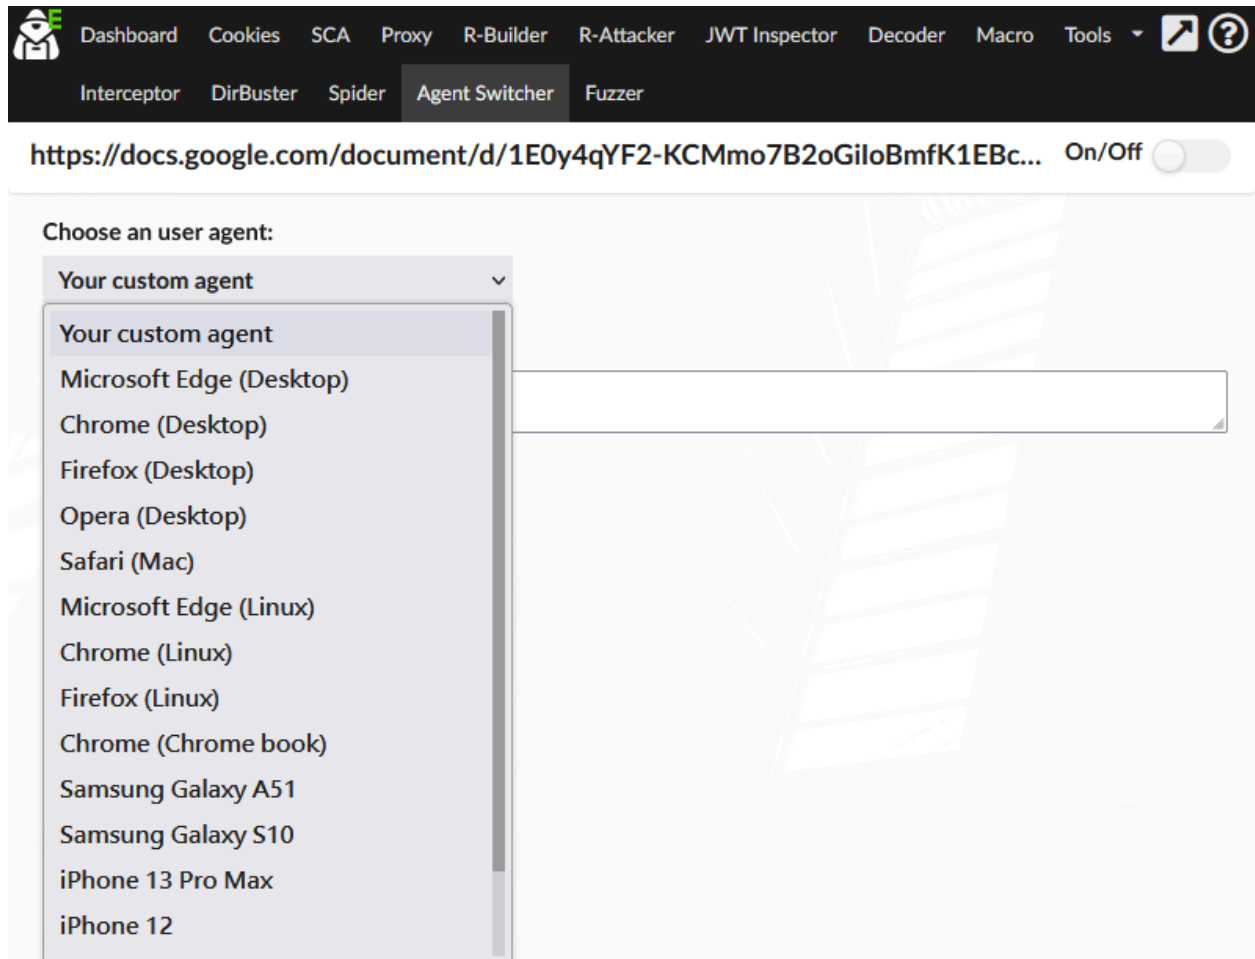 E
Dashboard Cookies SCA Proxy R-Builder R-Attacker JWT Inspector Decoder Macro Tools ?
Interceptor DirBuster Spider Agent Switcher Fuzzer
https://docs.google.com/document/d/1E0y4qYF2-KCMmo7B2oGiIoBmfK1EBc... On/Off
Choose an user agent:
Your custom agent
Your custom agent
Microsoft Edge (Desktop)
Chrome (Desktop)
Firefox (Desktop)
Opera (Desktop)
Safari (Mac)
Microsoft Edge (Linux)
Chrome (Linux)
Firefox (Linux)
Chrome (Chrome book)
Samsung Galaxy A51
Samsung Galaxy S10
iPhone 13 Pro Max
iPhone 12